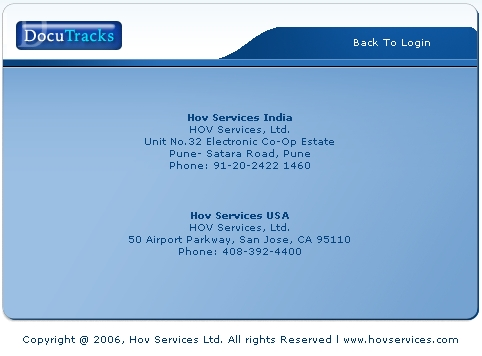 DocuTracks
Back To Login
Hov Services India
HOV Services, Ltd.
Unit No.32 Electronic Co-Op Estate
Pune- Satara Road, Pune
Phone: 91-20-2422 1460
Hov Services USA
HOV Services, Ltd.
50 Airport Parkway, San Jose, CA 95110
Phone: 408-392-4400
Copyright @ 2006, Hov Services Ltd. All rights Reserved l www.hovservices.com